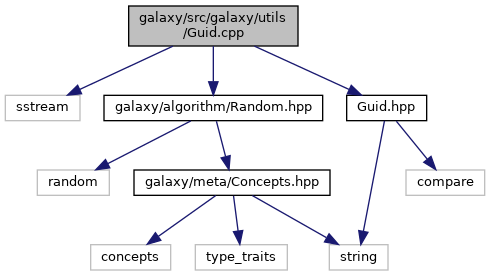 galaxy/src/galaxy/utils
/Guid.cpp
sstream
galaxy/algorithm/Random.hpp
Guid.hpp
random
galaxy/meta/Concepts.hpp
compare
concepts
type_traits
string